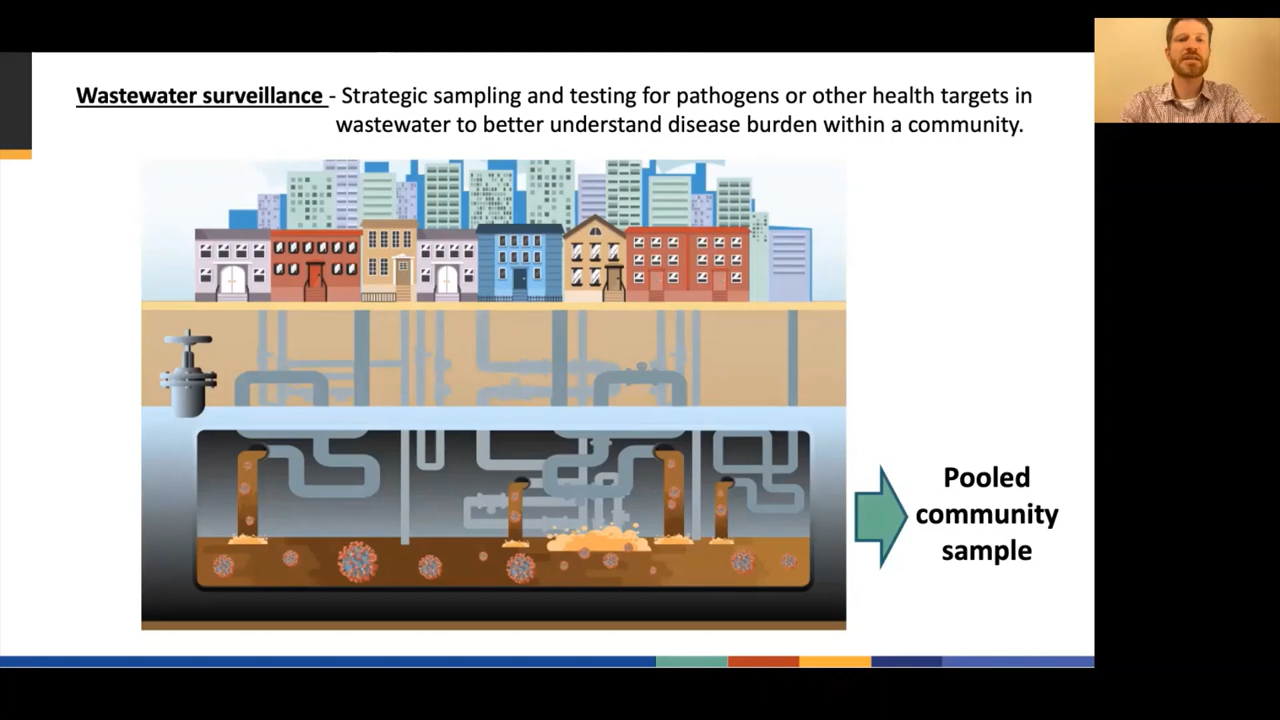 Wastewater surveillance - Strategic sampling and testing for pathogens or other health targets in
wastewater to better understand disease burden within a community.
Pooled
community
sample